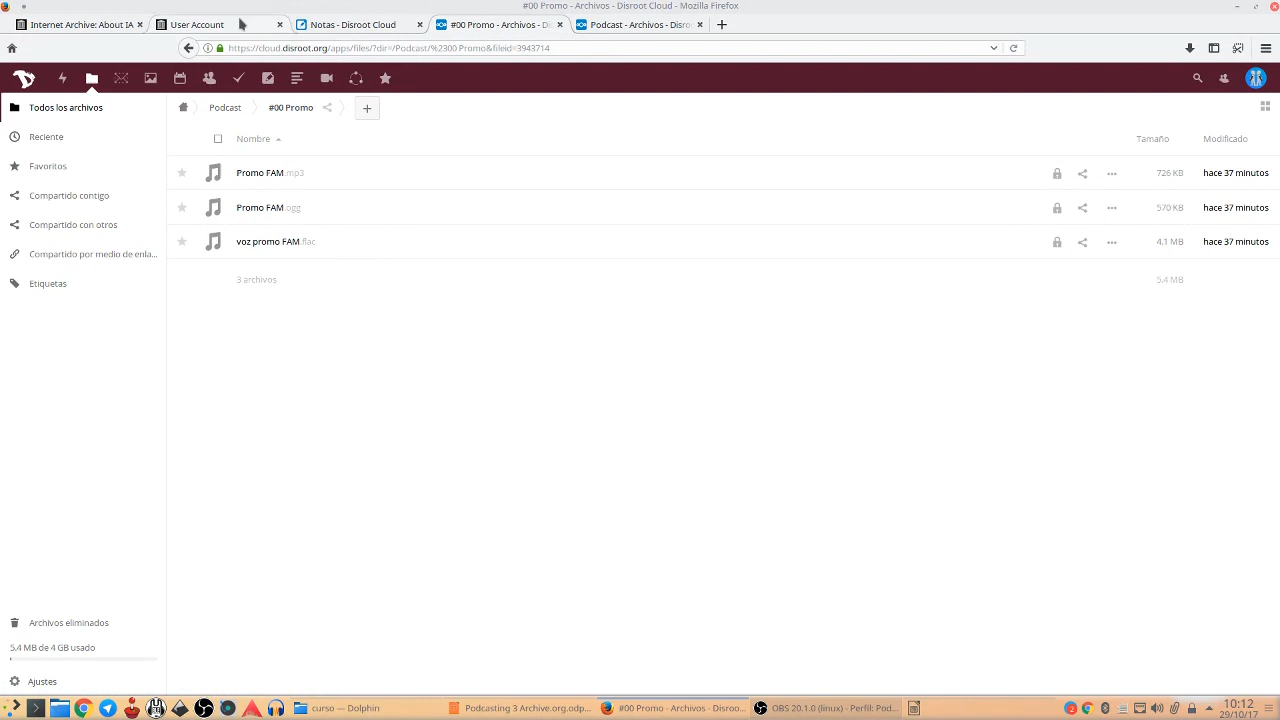 #00 Promo - Archivos - Disroot Cloud - Mozilla Firefox
Internet Archive: About IA
User Account
Notas - Disroot Cloud
#00 Promo - Archivos - Di
Podcast - Archivos - Disro
https://cloud.disroot.org/apps/files/?dir=/Podcast/%2300 Promo&fileid=3943714
Todos los archivos
Podcast
#00 Promo
+
Reciente
Nombre
Tamaño
Modificado
Favoritos
Promo FAM.mp3
726 KB
hace 37 minutos
Compartido contigo
Promo FAM.ogg
570 KB
hace 37 minutos
Compartido con otros
voz promo FAM.flac
4.1 MB
hace 37 minutos
Compartido por medio de enla...
Etiquetas
3 archivos
5.4 MB
Archivos eliminados
5.4 MB de 4 GB usado
Ajustes
curso — Dolphin
Podcasting 3 Archive.org.odp...
#00 Promo - Archivos - Disroo...
OBS 20.1.0 (linux) - Perfil: Pod...
2
10:12
29/10/17